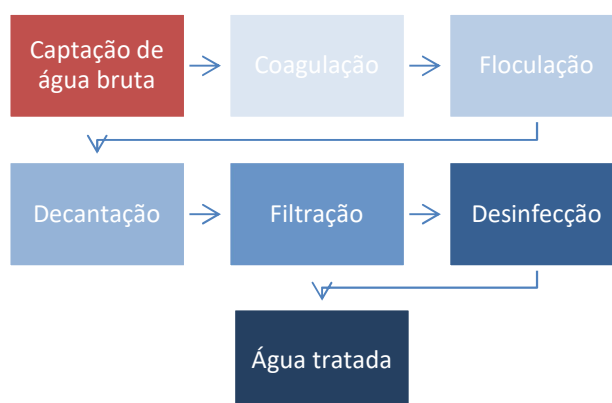 Captação de
água bruta
Coagulação
Floculação
Decantação
Filtração
Desinfecção
Água tratada